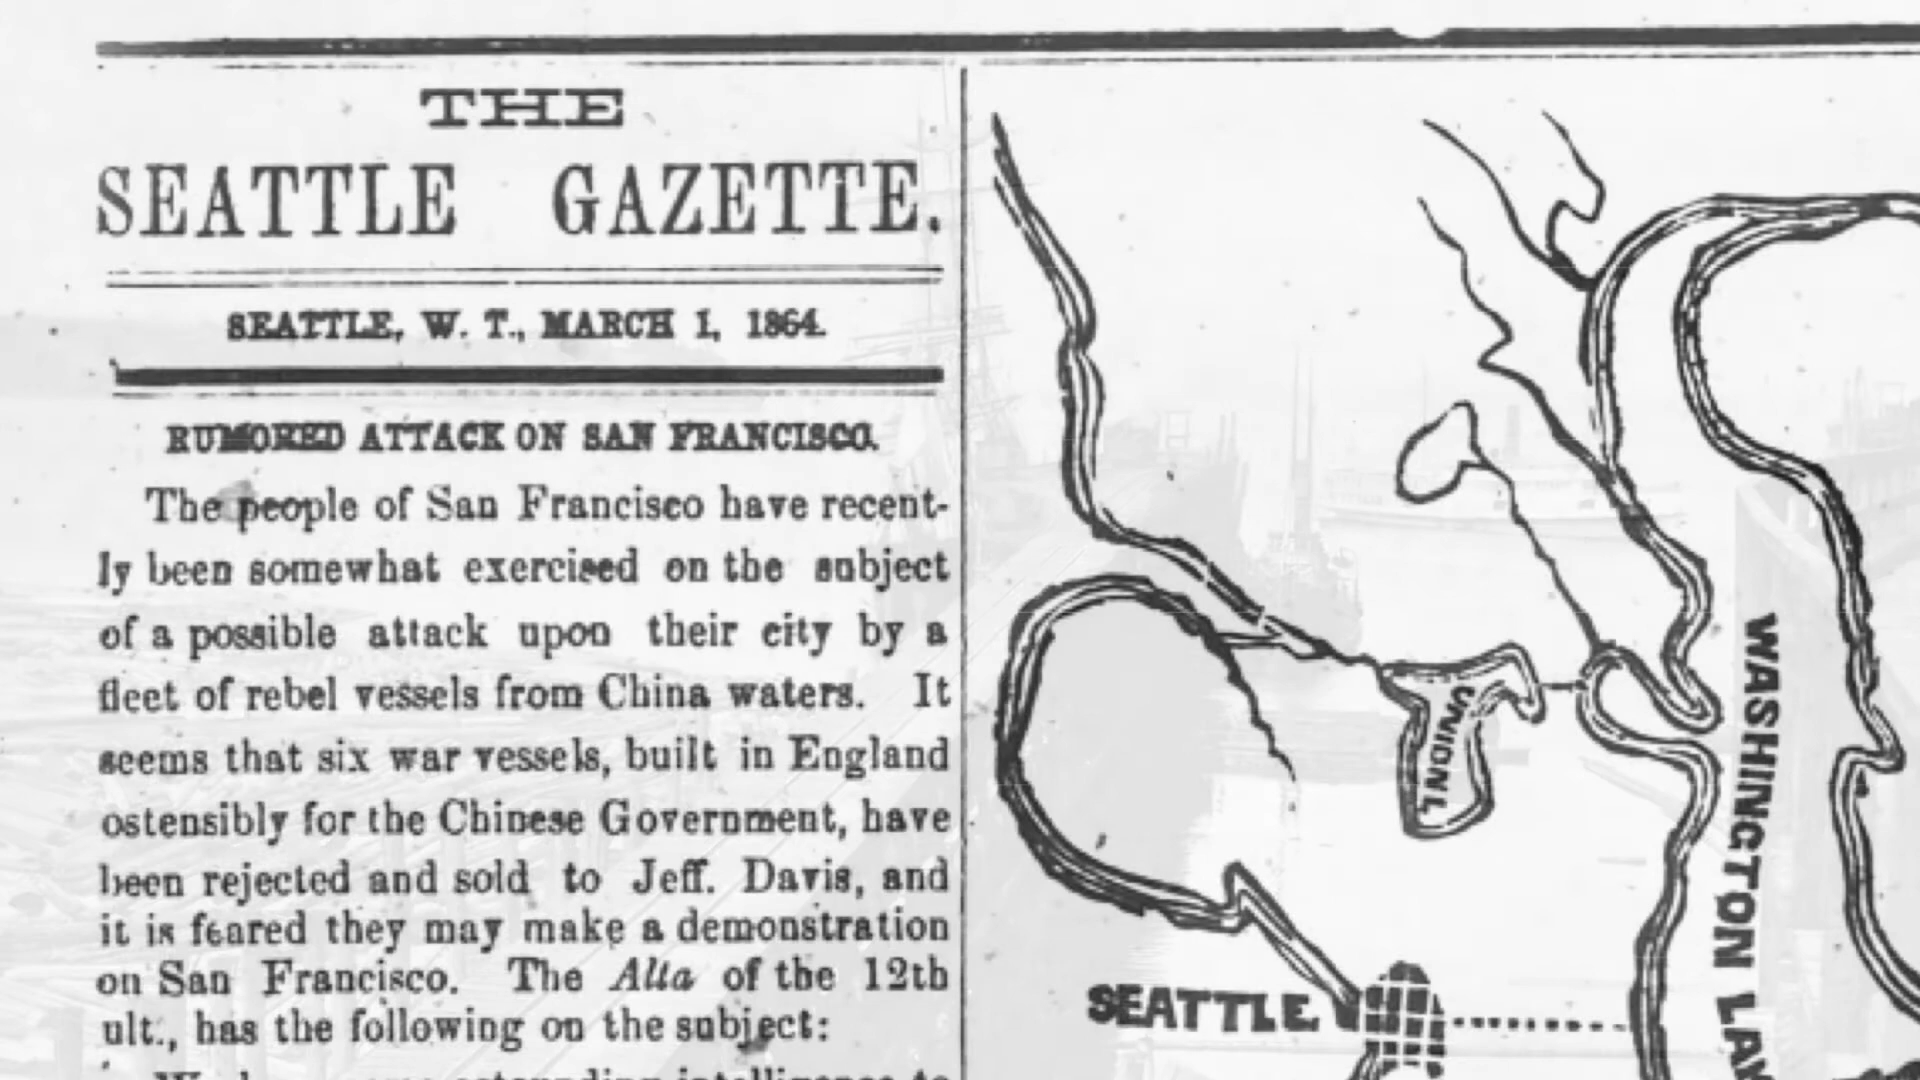 THE
SEATTLE GAZETTE.
SEATTLE, W. T., MARCH 1, 1864.
RUMORED ATTACK ON SAN FRANCISCO.
The people of San Francisco have recent-
ly been somewhat exercised on the subject
of a possible attack upon their city by a
fleet of rebel vessels from China waters. It
seems that six war vessels, built in England
ostensibly for the Chinese Government, have
been rejected and sold to Jeff. Davis, and
it is feared they may make a demonstration
on San Francisco. The Alta of the 12th
ult., has the following on the subject:
astounding intelligence to
UNION L
WASHINGTON LAK
SEATTLE